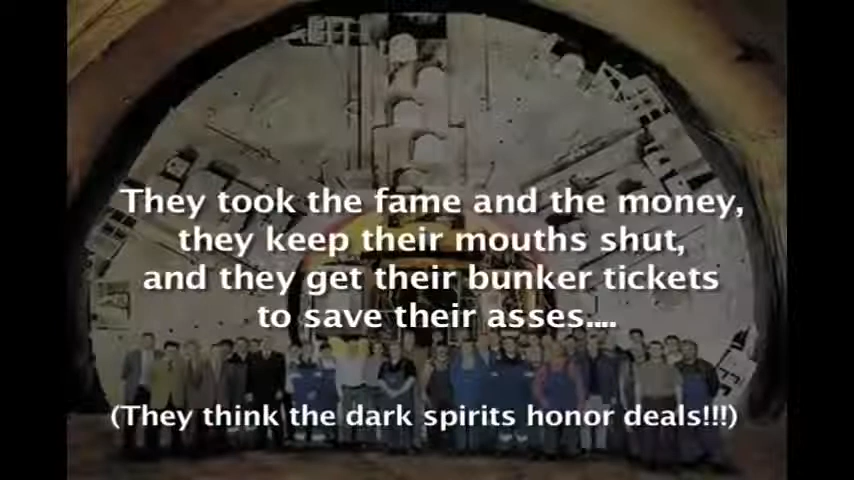 They took the fame and the money,
they keep their mouths shut,
and they get their bunker tickets
to save their asses....
(They think the dark spirits honor deals!!!)